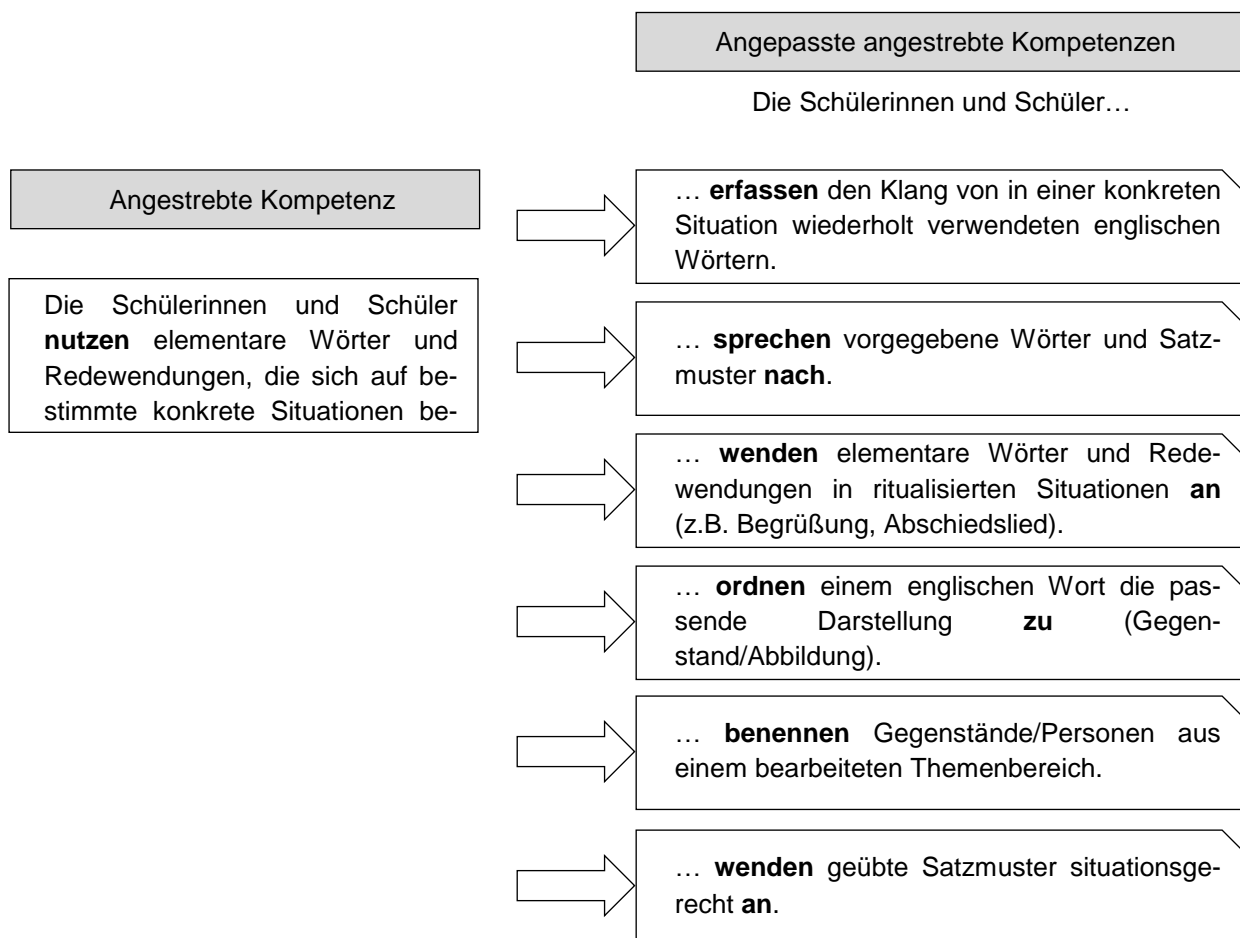 Angepasste angestrebte Kompetenzen
Die Schülerinnen und Schüler…
Angestrebte Kompetenz
Die Schülerinnen und Schüler
nutzen elementare Wörter und
Redewendungen, die sich auf be-
stimmte konkrete Situationen be-
… erfassen den Klang von in einer konkreten
Situation wiederholt verwendeten englischen
Wörtern.
… sprechen vorgegebene Wörter und Satz-
muster nach.
… wenden elementare Wörter und Rede-
wendungen in ritualisierten Situationen an
(z.B. Begrüßung, Abschiedslied).
… ordnen einem englischen Wort die pas-
sende Darstellung zu (Gegen-
stand/Abbildung).
… benennen Gegenstände/Personen aus
einem bearbeiteten Themenbereich.
… wenden geübte Satzmuster situationsge-
recht an.